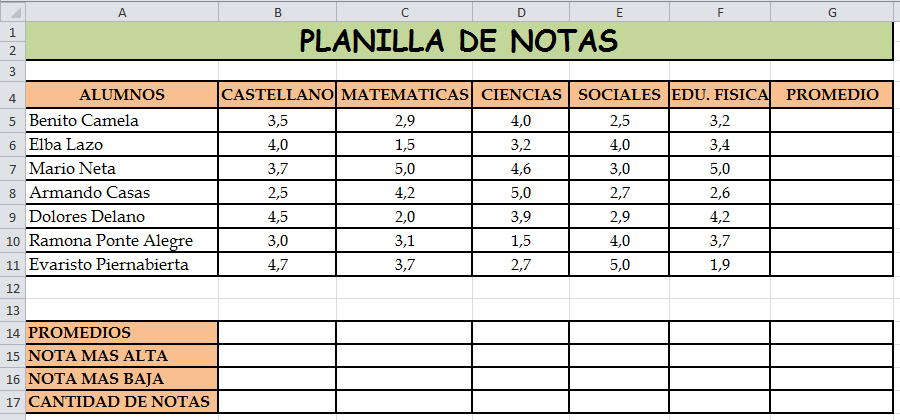 A B C D E F G
1
2 PLANILLA DE NOTAS
3
4 ALUMNOS CASTELLANO MATEMATICAS CIENCIAS SOCIALES EDU. FISICA PROMEDIO
5 Benito Camela 3,5 2,9 4,0 2,5 3,2
6 Elba Lazo 4,0 1,5 3,2 4,0 3,4
7 Mario Neta 3,7 5,0 4,6 3,0 5,0
8 Armando Casas 2,5 4,2 5,0 2,7 2,6
9 Dolores Delano 4,5 2,0 3,9 2,9 4,2
10 Ramona Ponte Alegre 3,0 3,1 1,5 4,0 3,7
11 Evaristo Piernabierta 4,7 3,7 2,7 5,0 1,9
12
13
14 PROMEDIOS
15 NOTA MAS ALTA
16 NOTA MAS BAJA
17 CANTIDAD DE NOTAS